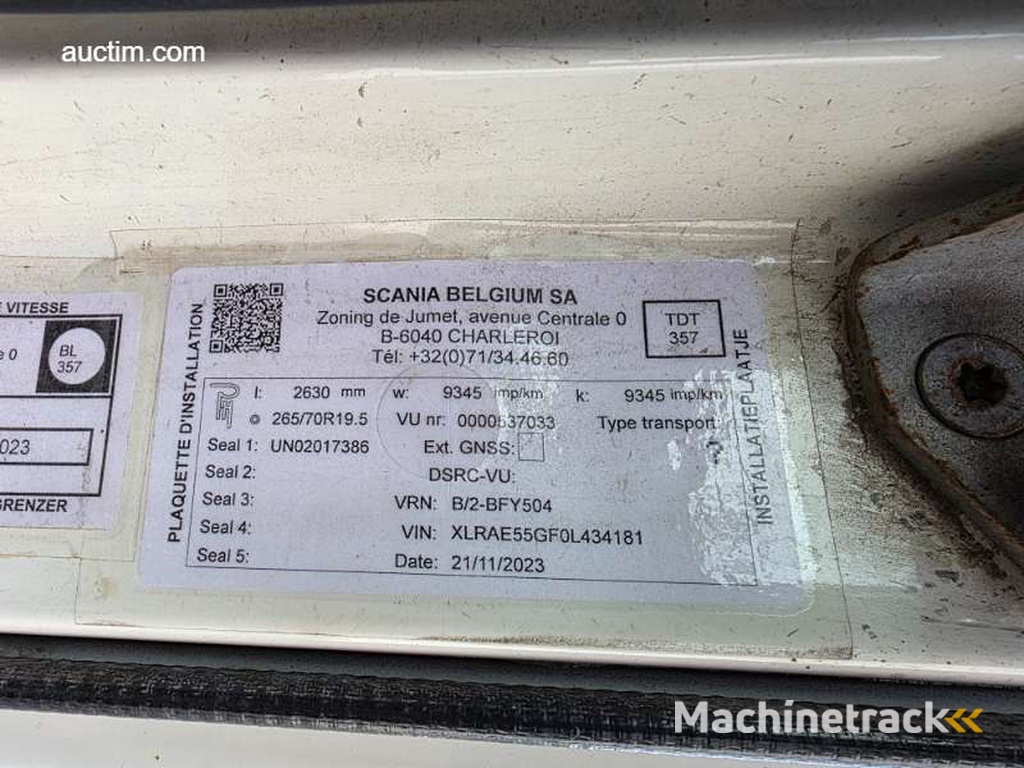 auctim.com
E VITESSE
e 0
BL
357
023
GRENZER
PLAQUETTE D'INSTALLATION
SCANIA BELGIUM SA
Zoning de Jumet, avenue Centrale 0
B-6040 CHARLEROI
Tél: +32(0)71/34.46.60
TDT
357
l: 2630 mm w: 9345 imp/km k: 9345 imp/km
265/70R19.5 VU nr: 0000537033 Type transport:
Seal 1: UN02017386 Ext. GNSS:
Seal 2: DSRC-VU:
Seal 3: VRN: B/2-BFY504
Seal 4: VIN: XLRAE55GF0L434181
Seal 5: Date: 21/11/2023
INSTALLATIEPLAATJE
Machinetrack